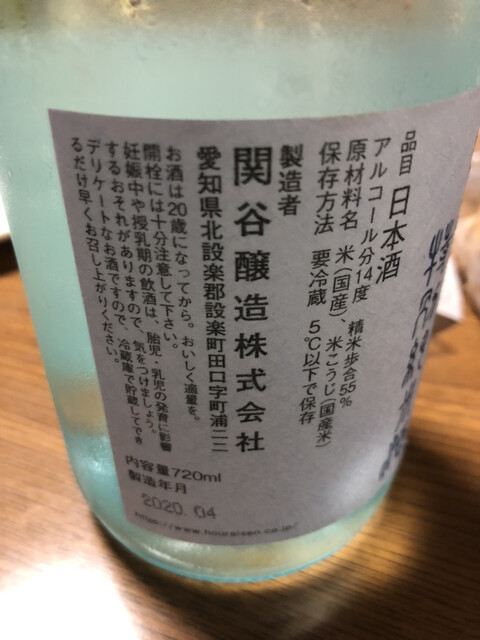 品目 日本酒
アルコール分14度 精米歩合55%
原材料名 米(国産)、米こうじ(国産米)
保存方法 要冷蔵 5℃以下で保存
製造者
関谷醸造株式会社
愛知県北設楽郡設楽町田口字町浦二二
お酒は20歳になってから。おいしく適量を。
開栓には十分注意して下さい。
妊娠中や授乳期の飲酒は、胎児・乳児の発育に影響
するおそれがありますので、気をつけましょう。
デリケートなお酒ですので、冷蔵庫で貯蔵してでき
るだけ早くお召し上がりください。
内容量720ml
製造年月
2020.04
http://www.houraisen.co.jp/